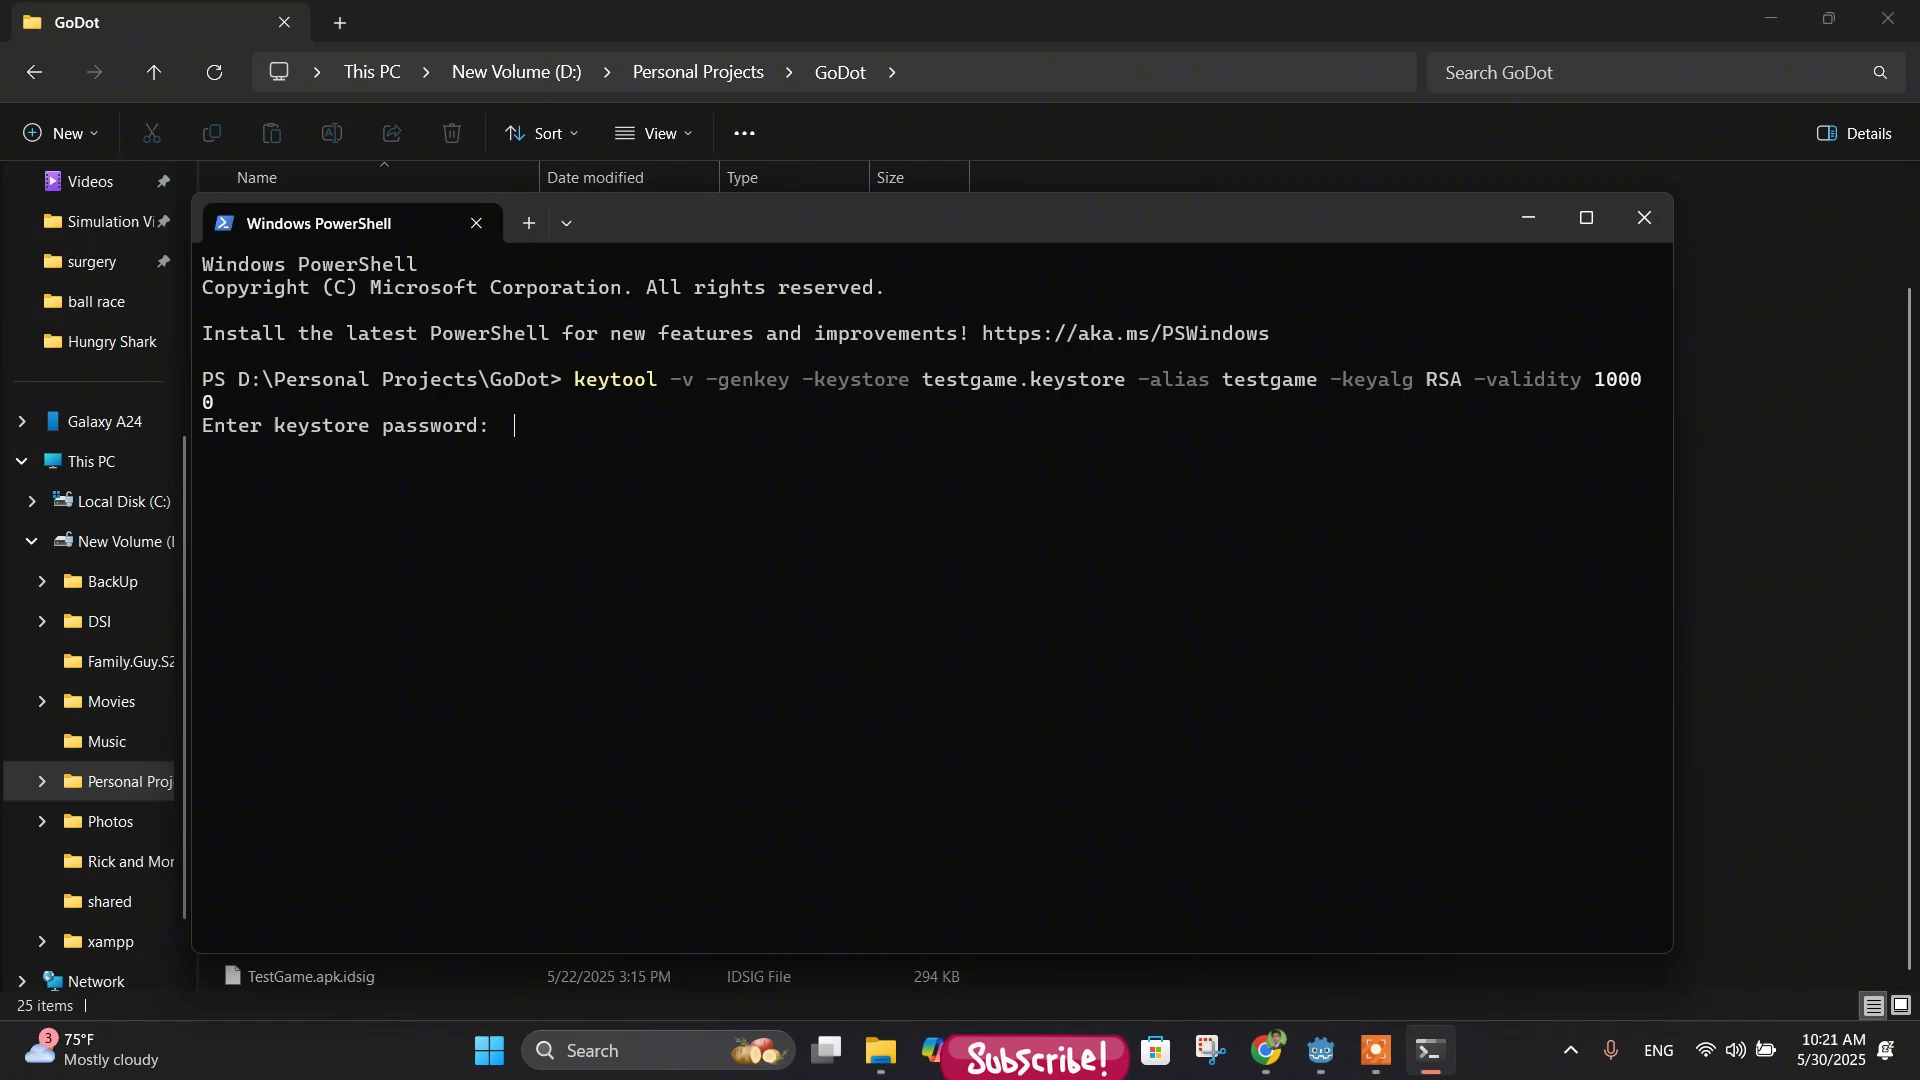 GoDot
This PC
New Volume (D:)
Personal Projects
GoDot
Search GoDot
New
Sort
View
Details
Name
Date modified
Type
Size
Videos
Simulation Vi
surgery
ball race
Hungry Shark
Galaxy A24
This PC
Local Disk (C:)
New Volume (
BackUp
DSI
Family.Guy.S2
Movies
Music
Personal Proj
Photos
Rick and Mor
shared
xampp
Network
Windows PowerShell
Windows PowerShell
Copyright (C) Microsoft Corporation. All rights reserved.
Install the latest PowerShell for new features and improvements! https://aka.ms/PSWindows
PS D:\Personal Projects\GoDot> keytool -v -genkey -keystore testgame.keystore -alias testgame -keyalg RSA -validity 1000
0
Enter keystore password:
TestGame.apk.idsig
5/22/2025 3:15 PM
IDSIG File
294 KB
25 items
3
75°F
Mostly cloudy
Search
Subscribe!
ENG
10:21 AM
5/30/2025